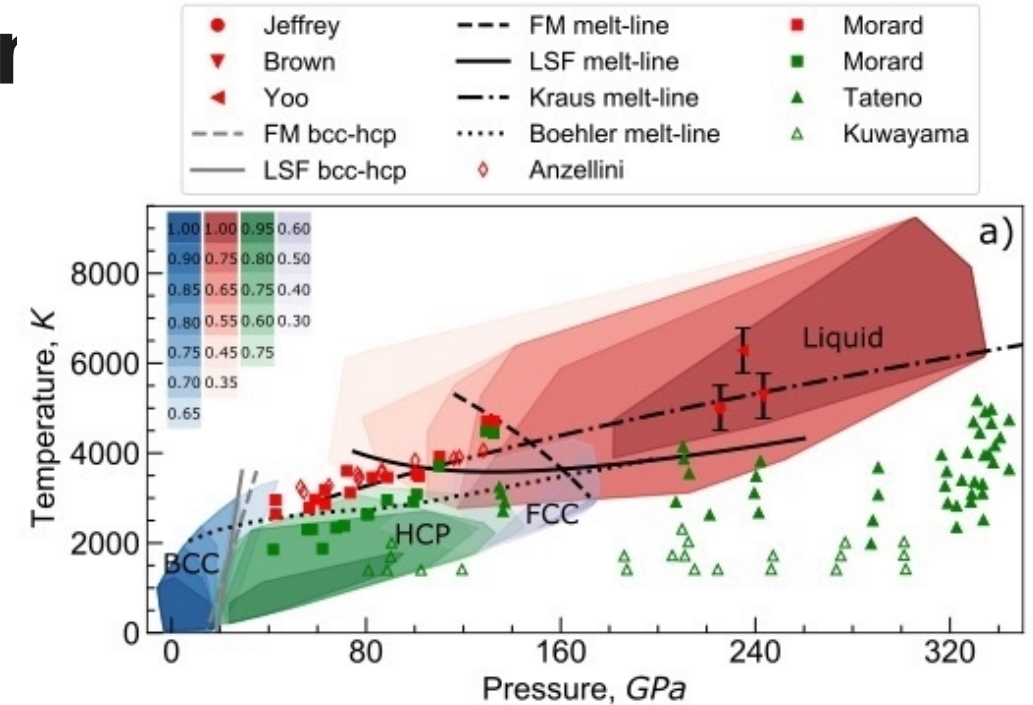 Jeffrey FM melt-line Morard
Brown LSF melt-line Morard
Yoo Kraus melt-line Tateno
FM bcc-hcp Boehler melt-line Kuwayama
LSF bcc-hcp Anzellini
a)
1.00 1.00 0.95 0.60
0.90 0.75 0.80 0.50
0.85 0.65 0.75 0.40
0.80 0.55 0.60 0.30
0.75 0.45 0.75
0.70 0.35
0.65
8000
6000
4000
2000
0
Temperature, K
Liquid
FCC
HCP
BCC
0 80 160 240 320
Pressure, GPa